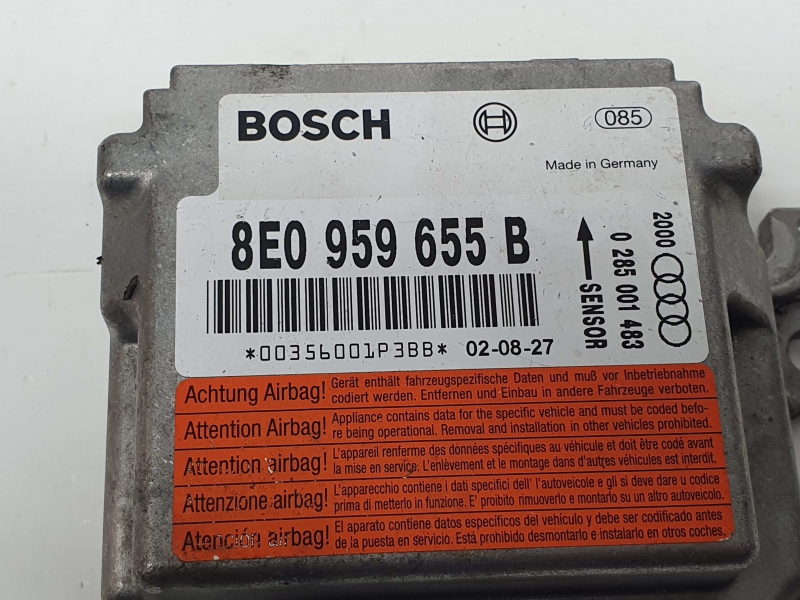 BOSCH
085
Made in Germany
8E0 959 655 B
SENSOR
0 285 001 483
2000
*00356001P3BB* 02-08-27
Achtung Airbag! Gerät enthält fahrzeugspezifische Daten und muß vor Inbetriebnahme
codiert werden. Entfernen und Einbau in andere Fahrzeuge verboten.
Attention Airbag! Appliance contains data for the specific vehicle and must be coded befo-
re being operational. Removal and installation in other vehicles prohibited.
Attention airbag! L'appareil renferme des données spécifiques au véhicule et doit être codé avant
la mise en service. L'enlèvement et le montage dans d'autres véhicules est interdit.
Attenzione airbag! L'apparecchio contiene i dati specifici dell' l'autoveicolo e gli si deve dare u codice
prima di metterlo in funzione. E' proibito rimuoverlo e montarlo su un altro autoveicolo.
Atención airbag! El aparato contiene datos especificos del vehículo y debe ser codificado antes
de la puesta en servicio. Está prohibido desmontarlo e installarlo en otros coches.